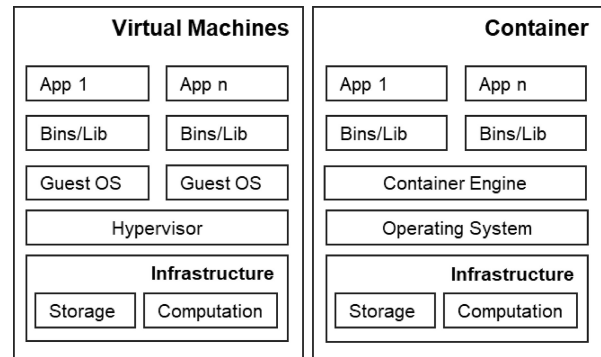 Virtual Machines
App 1
App n
Bins/Lib
Bins/Lib
Guest OS
Guest OS
Hypervisor
Infrastructure
Storage
Computation
Container
App 1
App n
Bins/Lib
Bins/Lib
Container Engine
Operating System
Infrastructure
Storage
Computation